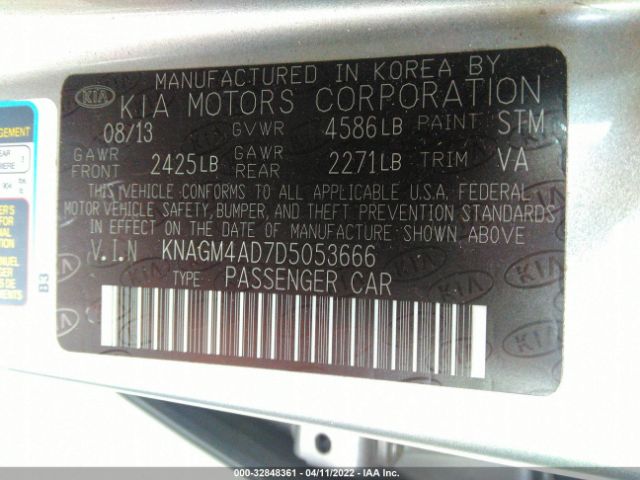 MANUFACTURED IN KOREA BY
KIA KIA MOTORS CORPORATION
08/13 GVWR 4586LB PAINT STM
GAWR FRONT 2425LB GAWR REAR 2271LB TRIM VA
THIS VEHICLE CONFORMS TO ALL APPLICABLE U.S.A. FEDERAL
MOTOR VEHICLE SAFETY, BUMPER, AND THEFT PREVENTION STANDARDS
IN EFFECT ON THE DATE OF MANUFACTURE SHOWN ABOVE
V.I.N KNAGM4AD7D5053666
TYPE: PASSENGER CAR
B3
000-32848361 - 04/11/2022 - IAA Inc.